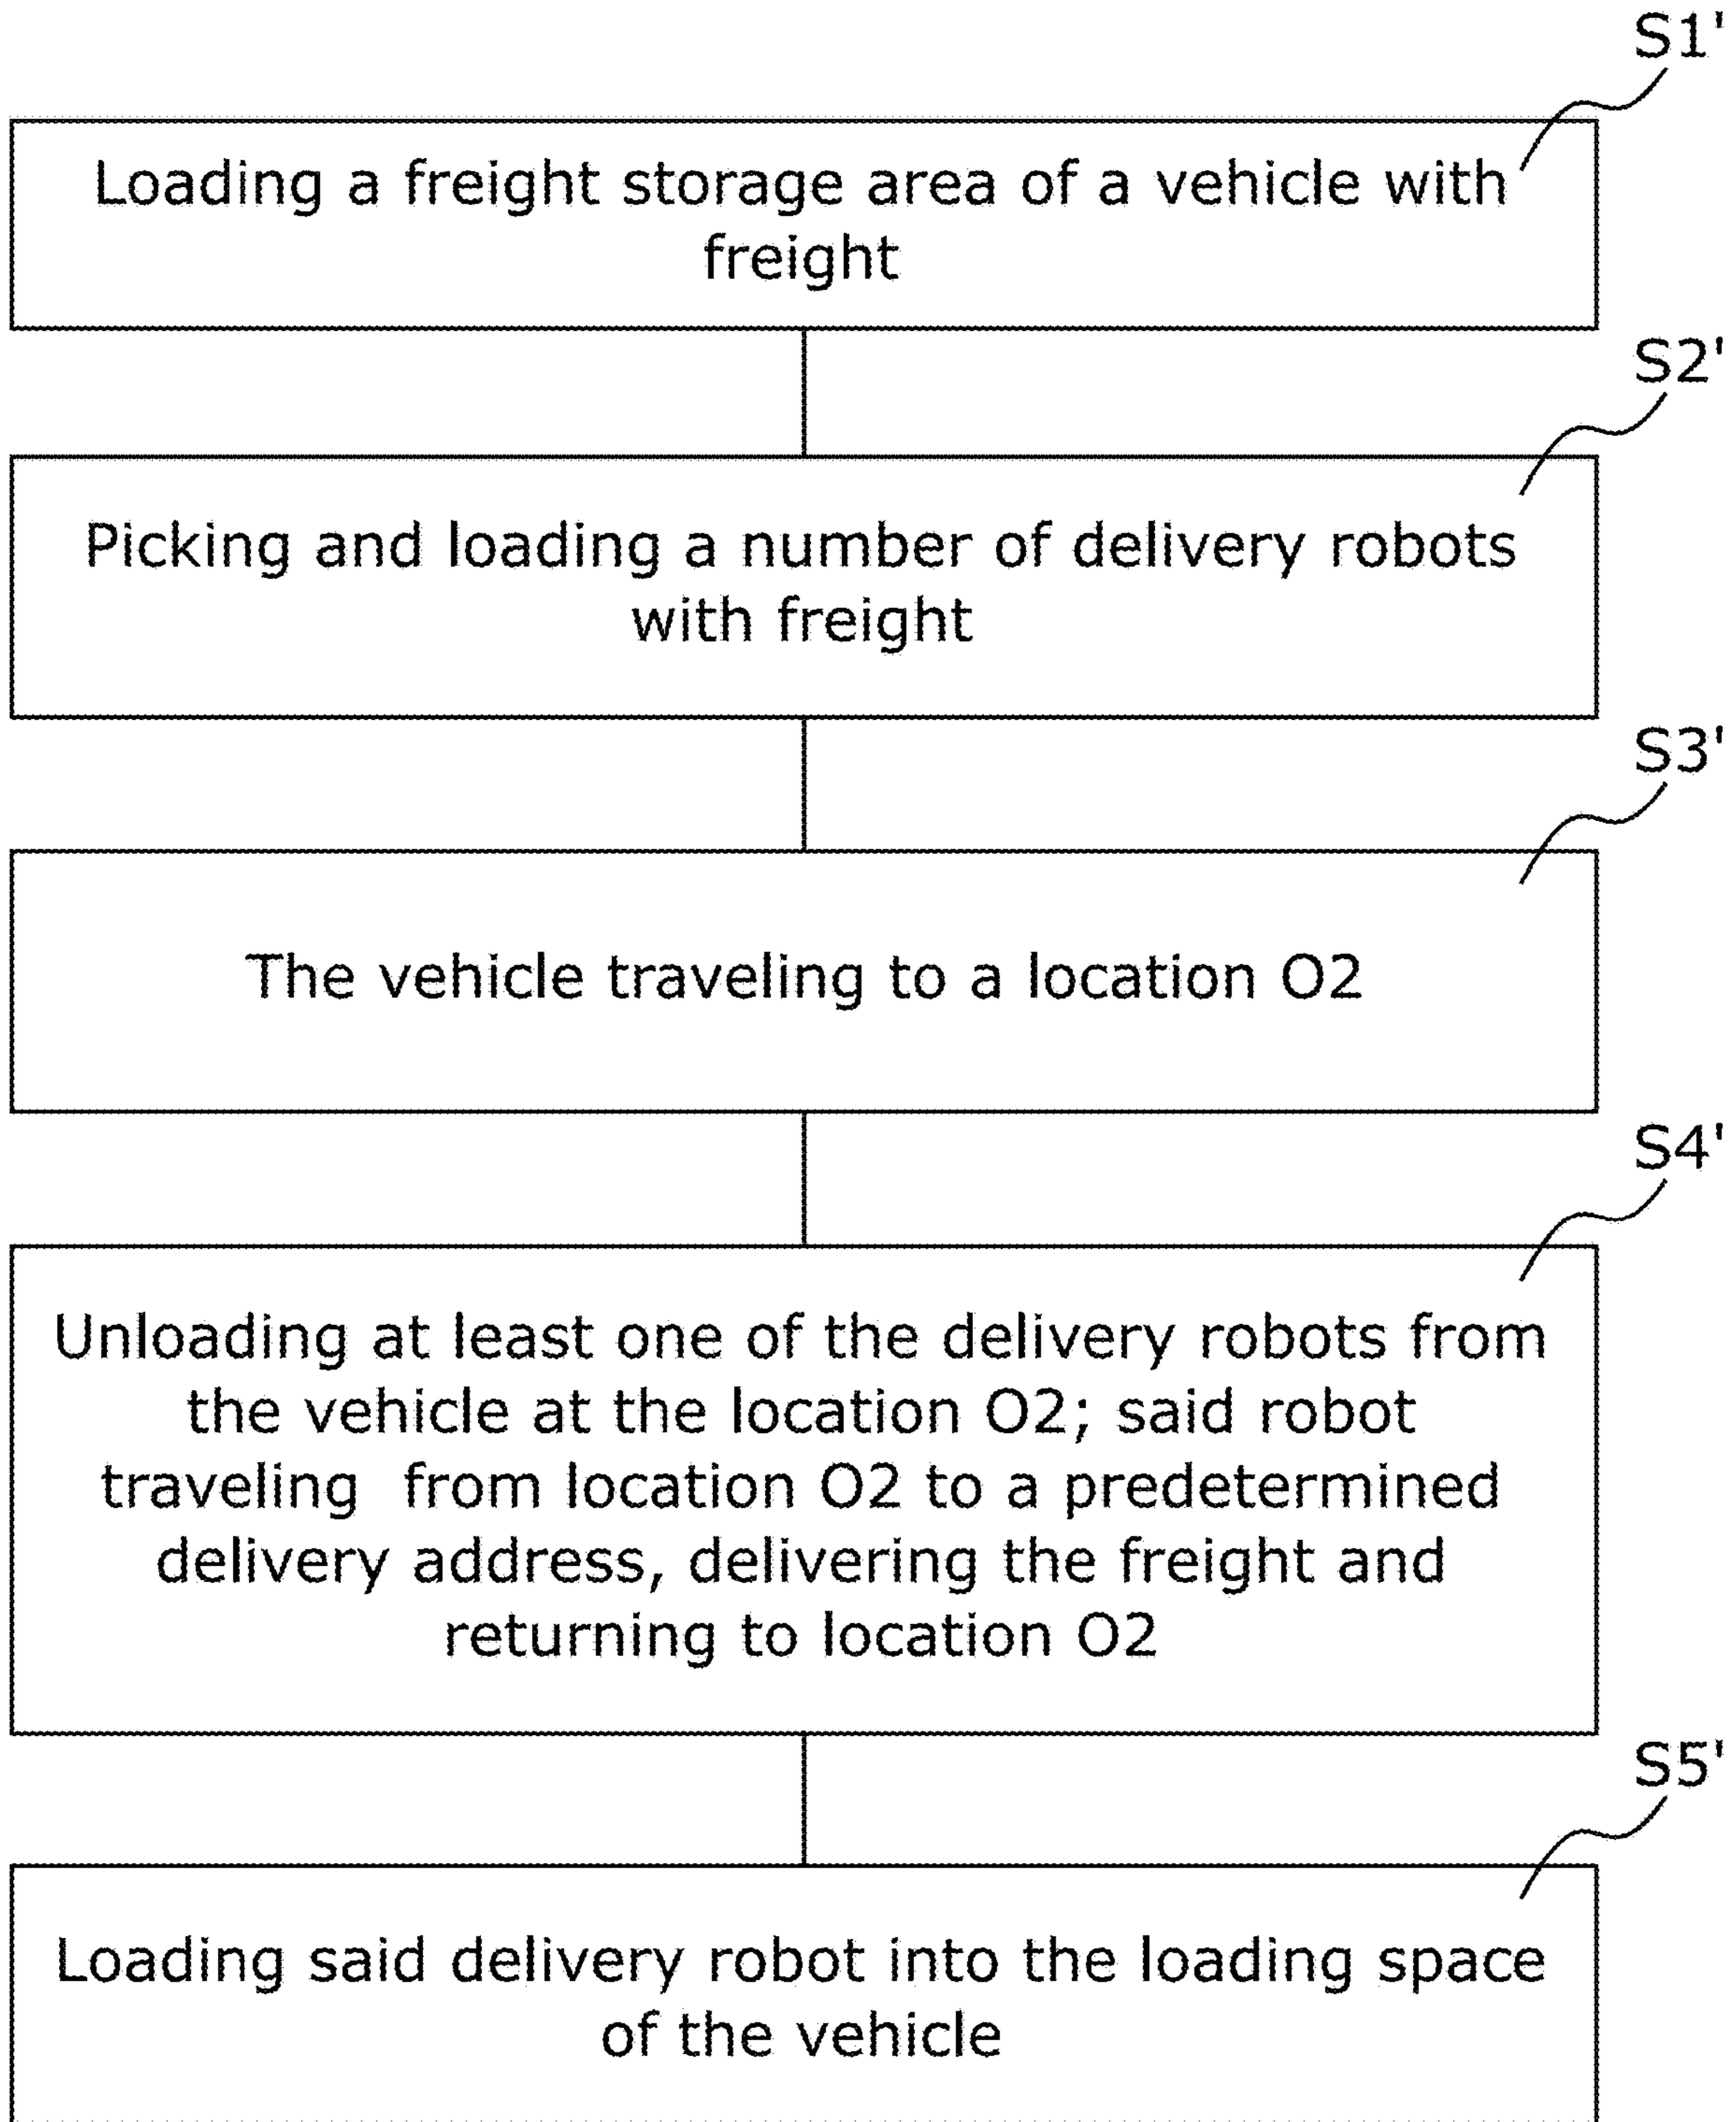 S1'
Loading a freight storage area of a vehicle with
freight
S2'
Picking and loading a number of delivery robots
with freight
S3'
The vehicle traveling to a location O2
S4'
Unloading at least one of the delivery robots from
the vehicle at the location O2; said robot
traveling  from location O2 to a predetermined
delivery address, delivering the freight and
returning to location O2
S5'
Loading said delivery robot into the loading space
of the vehicle